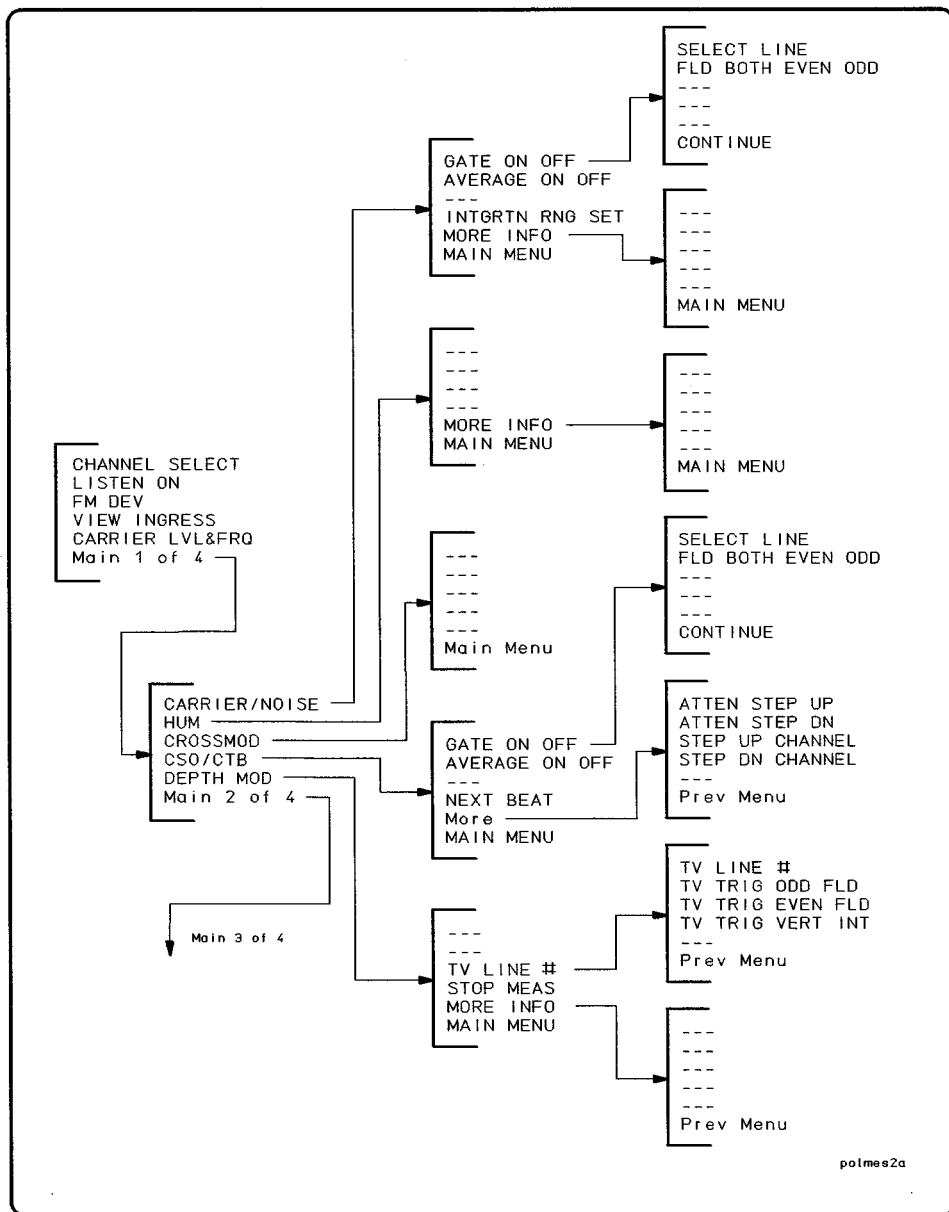 SELECT LINE
FLD BOTH EVEN ODD
---
---
---
CONTINUE
GATE ON OFF
AVERAGE ON OFF
---
INTGRTN RNG SET
MORE INFO
MAIN MENU
---
---
---
---
---
MAIN MENU
---
---
---
---
MORE INFO
MAIN MENU
---
---
---
---
---
MAIN MENU
CHANNEL SELECT
LISTEN ON
FM DEV
VIEW INGRESS
CARRIER LVL&FRQ
Main 1 of 4
---
---
---
---
---
Main Menu
SELECT LINE
FLD BOTH EVEN ODD
---
---
---
CONTINUE
CARRIER/NOISE
HUM
CROSSMOD
CSO/CTB
DEPTH MOD
Main 2 of 4
Main 3 of 4
GATE ON OFF
AVERAGE ON OFF
---
NEXT BEAT
More
MAIN MENU
ATTEN STEP UP
ATTEN STEP DN
STEP UP CHANNEL
STEP DN CHANNEL
---
Prev Menu
---
---
TV LINE #
STOP MEAS
MORE INFO
MAIN MENU
TV LINE #
TV TRIG ODD FLD
TV TRIG EVEN FLD
TV TRIG VERT INT
---
Prev Menu
---
---
---
---
---
Prev Menu
polmes2a